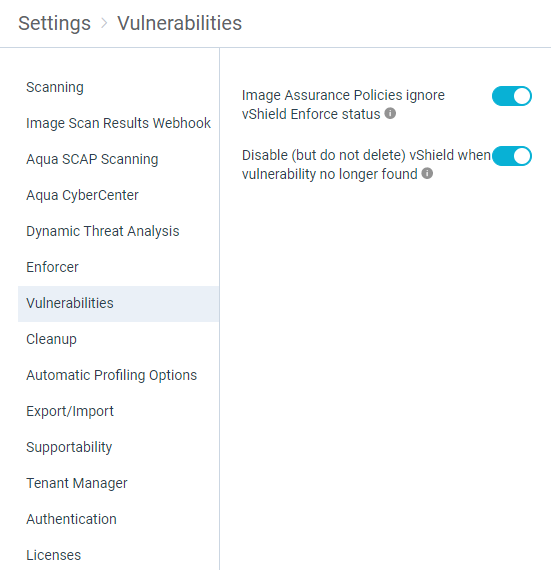 Settings > Vulnerabilities
Scanning
Image Scan Results Webhook
Aqua SCAP Scanning
Aqua CyberCenter
Dynamic Threat Analysis
Enforcer
Vulnerabilities
Cleanup
Automatic Profiling Options
Export/Import
Supportability
Tenant Manager
Authentication
Licenses
Image Assurance Policies ignore
vShield Enforce status
Disable (but do not delete) vShield when
vulnerability no longer found